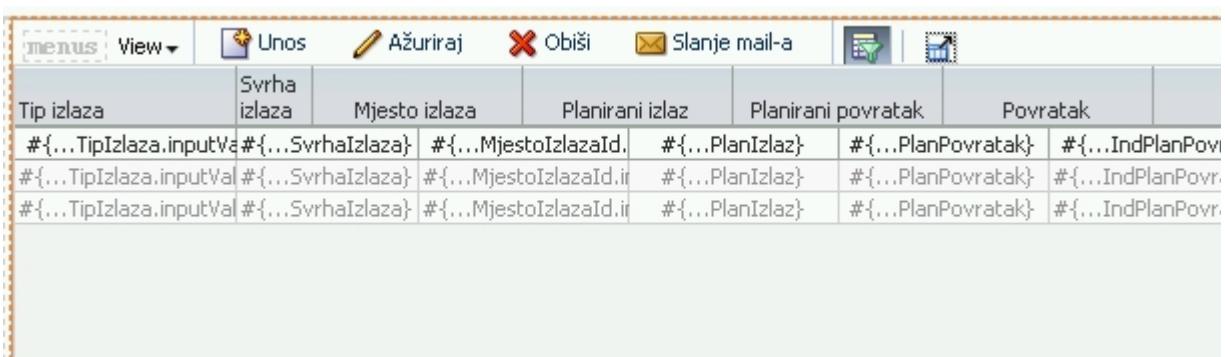 menus View Unos Ažuriraj Obiši Slanje mail-a
Tip izlaza Svrha izlaza Mjesto izlaza Planirani izlaz Planirani povratak Povratak
#{...TipIzlaza.inputVa #{...SvrhaIzlaza} #{...MjestoIzlazaId. #{...PlanIzlaz} #{...PlanPovratak} #{...IndPlanPovr
#{...TipIzlaza.inputVal #{...SvrhaIzlaza} #{...MjestoIzlazaId.in #{...PlanIzlaz} #{...PlanPovratak} #{...IndPlanPovr
#{...TipIzlaza.inputVal #{...SvrhaIzlaza} #{...MjestoIzlazaId.in #{...PlanIzlaz} #{...PlanPovratak} #{...IndPlanPovr